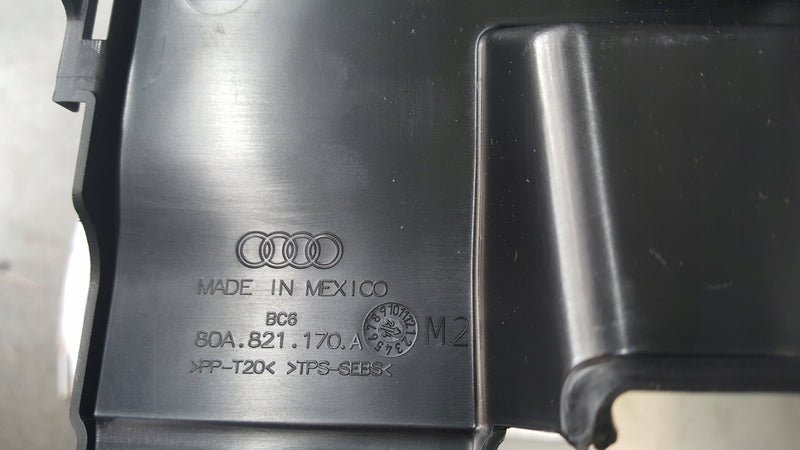 MADE IN MEXICO
BC6
80A.821.170.A
M2
>PP-T20< >TPS-SEBS<